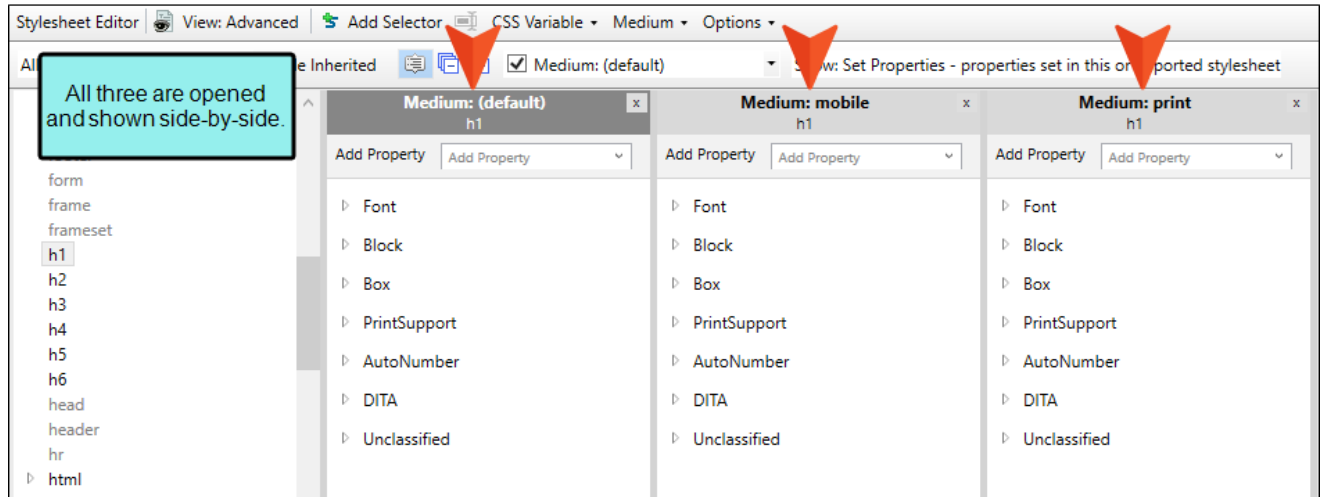 Stylesheet Editor View: Advanced Add Selector CSS Variable Medium Options
All e Inherited Medium: (default) Show: Set Properties - properties set in this or imported stylesheet
All three are opened
and shown side-by-side.
Medium: (default) x Medium: mobile x Medium: print x
h1 h1 h1
Add Property Add Property Add Property Add Property Add Property Add Property
form
frame Font Font Font
frameset
h1 Block Block Block
h2 Box Box Box
h3
h4 PrintSupport PrintSupport PrintSupport
h5 AutoNumber AutoNumber AutoNumber
h6
head DITA DITA DITA
header
hr Unclassified Unclassified Unclassified
html